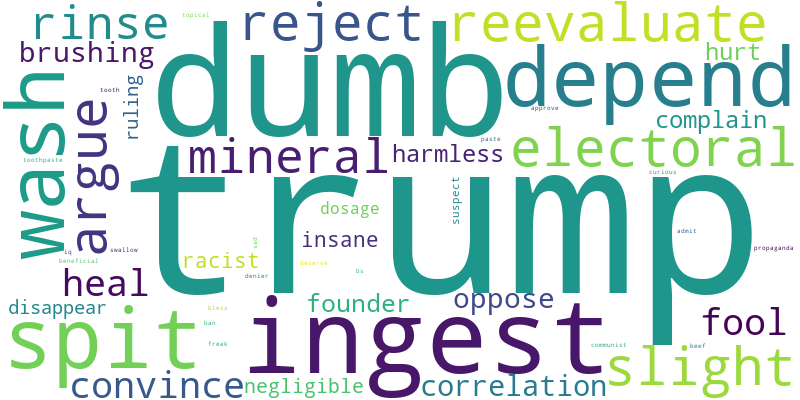 topical
rinse
reject
reevaluate
brushing
dumb
hurt
wash
depend
ruling
tooth
argue
approve
complain
paste
electoral
mineral
harmless
toothpaste
trump
curious
suspect
dosage
admit
insane
sad
iq
swallow
propaganda
racist
beneficial
deserve
bs
denier
heal
founder
oppose
disappear
bless
ingest
fool
spit
ban
freak
communist
beef
slight
convince
negligible
correlation